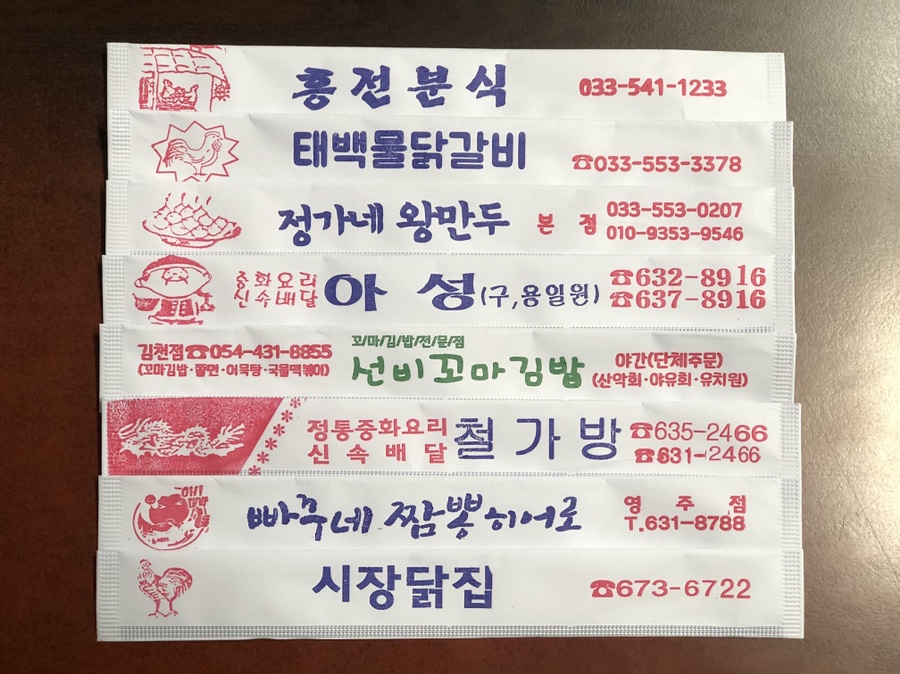 흥전분식 033-541-1233
태백물닭갈비 ☎033-553-3378
정가네 왕만두 본점 033-553-0207
010-9353-9546
중화요리
신속배달
아성(구,용일원) ☎632-8916
☎637-8916
김천점☎054-431-8855
(꼬마김밥·쫄면·어묵탕·국물떡볶이)
꼬/마/김/밥/전/문/점
선비꼬마김밥
야간(단체주문)
(산악회·야유회·유치원)
정통중화요리
신속배달
철가방 ☎635-2466
☎631-2466
빠꾸네 짬뽕히어로 영주점
T.631-8788
시장닭집 ☎673-6722